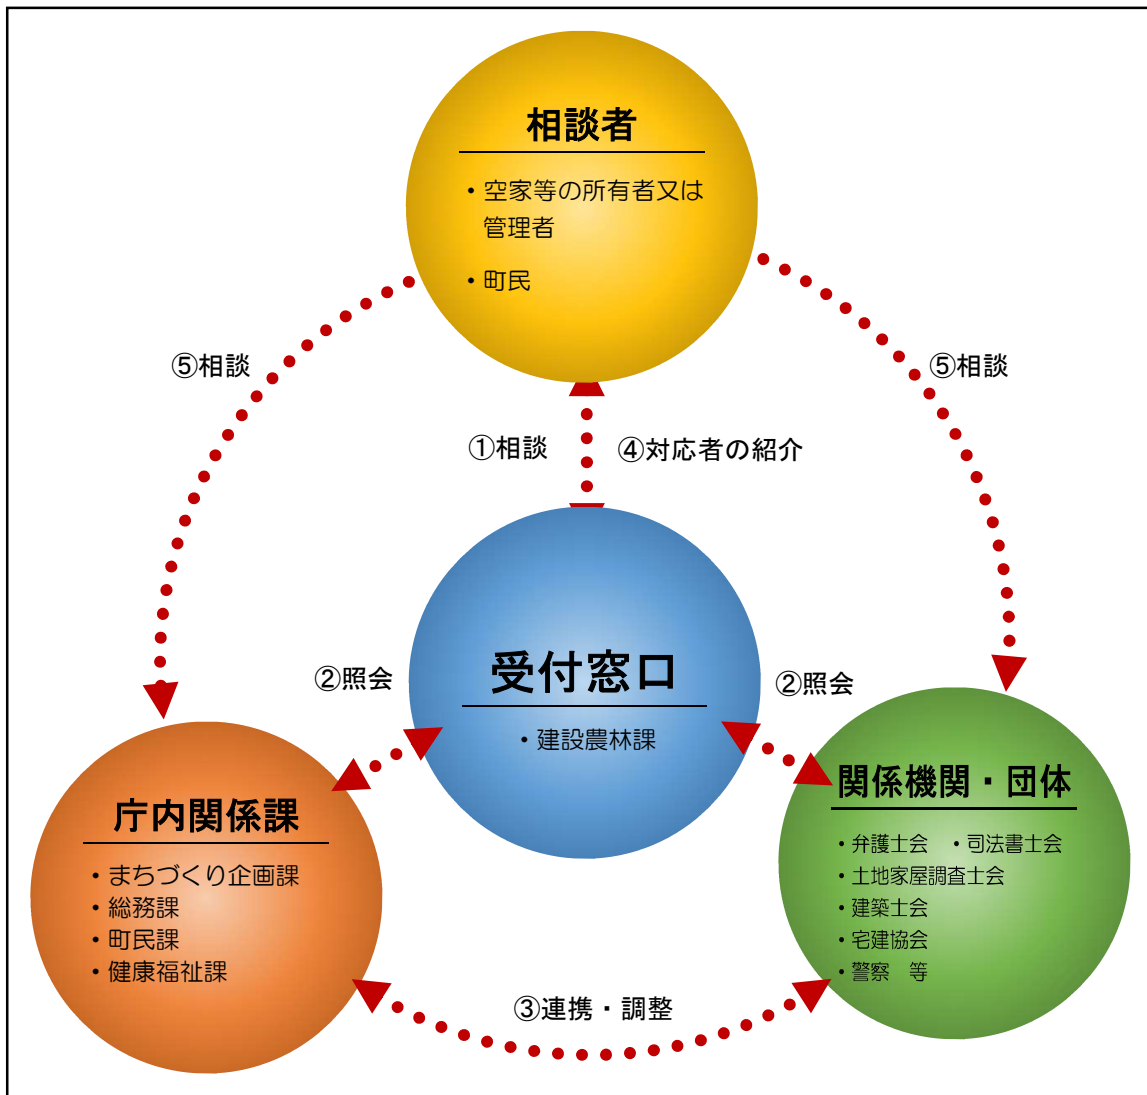 相談者
・空家等の所有者又は
管理者
・町民
⑤相談
⑤相談
①相談
④対応者の紹介
受付窓口
・建設農林課
②照会
②照会
庁内関係課
・まちづくり企画課
・総務課
・町民課
・健康福祉課
関係機関・団体
・弁護士会 ・司法書士会
・土地家屋調査士会
・建築士会
・宅建協会
・警察 等
③連携・調整